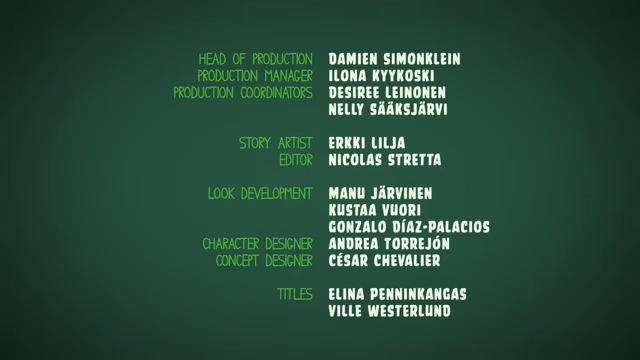 HEAD OF PRODUCTION DAMIEN SIMONKLEIN
PRODUCTION MANAGER ILONA KYYKOSKI
PRODUCTION COORDINATORS DESIREE LEINONEN
NELLY SÄÄKSJÄRVI
STORY ARTIST ERKKI LILJA
EDITOR NICOLAS STRETTA
LOOK DEVELOPMENT MANU JÄRVINEN
KUSTAA VUORI
GONZALO DÍAZ-PALACIOS
CHARACTER DESIGNER ANDREA TORREJÓN
CONCEPT DESIGNER CÉSAR CHEVALIER
TITLES ELINA PENNINKANGAS
VILLE WESTERLUND